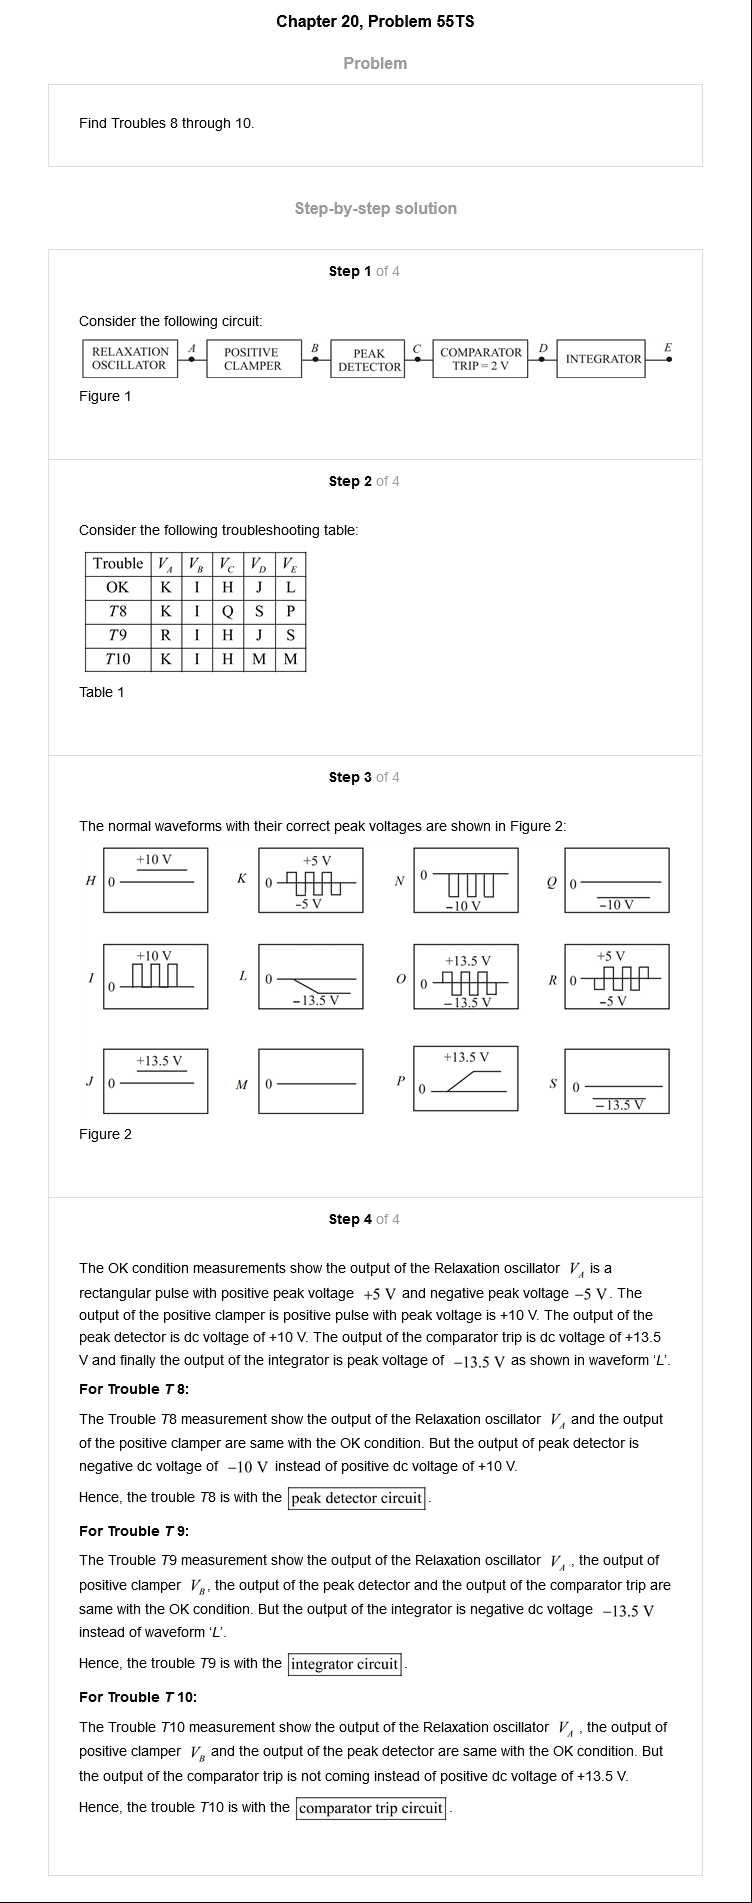 Chapter 20, Problem 55TS
Problem
Find Troubles 8 through 10.
Step-by-step solution
Step 1 of 4
Consider the following circuit:
RELAXATION OSCILLATOR A POSITIVE CLAMPER B PEAK DETECTOR C COMPARATOR TRIP = 2 V D INTEGRATOR E
Figure 1
Step 2 of 4
Consider the following troubleshooting table:
Trouble V_A V_B V_C V_D V_E
OK K I H J L
T8 K I Q S P
T9 R I H J S
T10 K I H M M
Table 1
Step 3 of 4
The normal waveforms with their correct peak voltages are shown in Figure 2:
H 0 +10 V
K 0 +5 V −5 V
N 0 −10 V
Q 0 −10 V
I 0 +10 V
L 0 −13.5 V
O 0 +13.5 V −13.5 V
R 0 +5 V −5 V
J 0 +13.5 V
M 0
P 0 +13.5 V
S 0 −13.5 V
Figure 2
Step 4 of 4
The OK condition measurements show the output of the Relaxation oscillator V_A is a
rectangular pulse with positive peak voltage +5 V and negative peak voltage −5 V. The
output of the positive clamper is positive pulse with peak voltage is +10 V. The output of the
peak detector is dc voltage of +10 V. The output of the comparator trip is dc voltage of +13.5
V and finally the output of the integrator is peak voltage of −13.5 V as shown in waveform 'L'.
For Trouble T8:
The Trouble T8 measurement show the output of the Relaxation oscillator V_A and the output
of the positive clamper are same with the OK condition. But the output of peak detector is
negative dc voltage of −10 V instead of positive dc voltage of +10 V.
Hence, the trouble T8 is with the peak detector circuit.
For Trouble T9:
The Trouble T9 measurement show the output of the Relaxation oscillator V_A , the output of
positive clamper V_B, the output of the peak detector and the output of the comparator trip are
same with the OK condition. But the output of the integrator is negative dc voltage −13.5 V
instead of waveform 'L'.
Hence, the trouble T9 is with the integrator circuit.
For Trouble T10:
The Trouble T10 measurement show the output of the Relaxation oscillator V_A , the output of
positive clamper V_B and the output of the peak detector are same with the OK condition. But
the output of the comparator trip is not coming instead of positive dc voltage of +13.5 V.
Hence, the trouble T10 is with the comparator trip circuit.